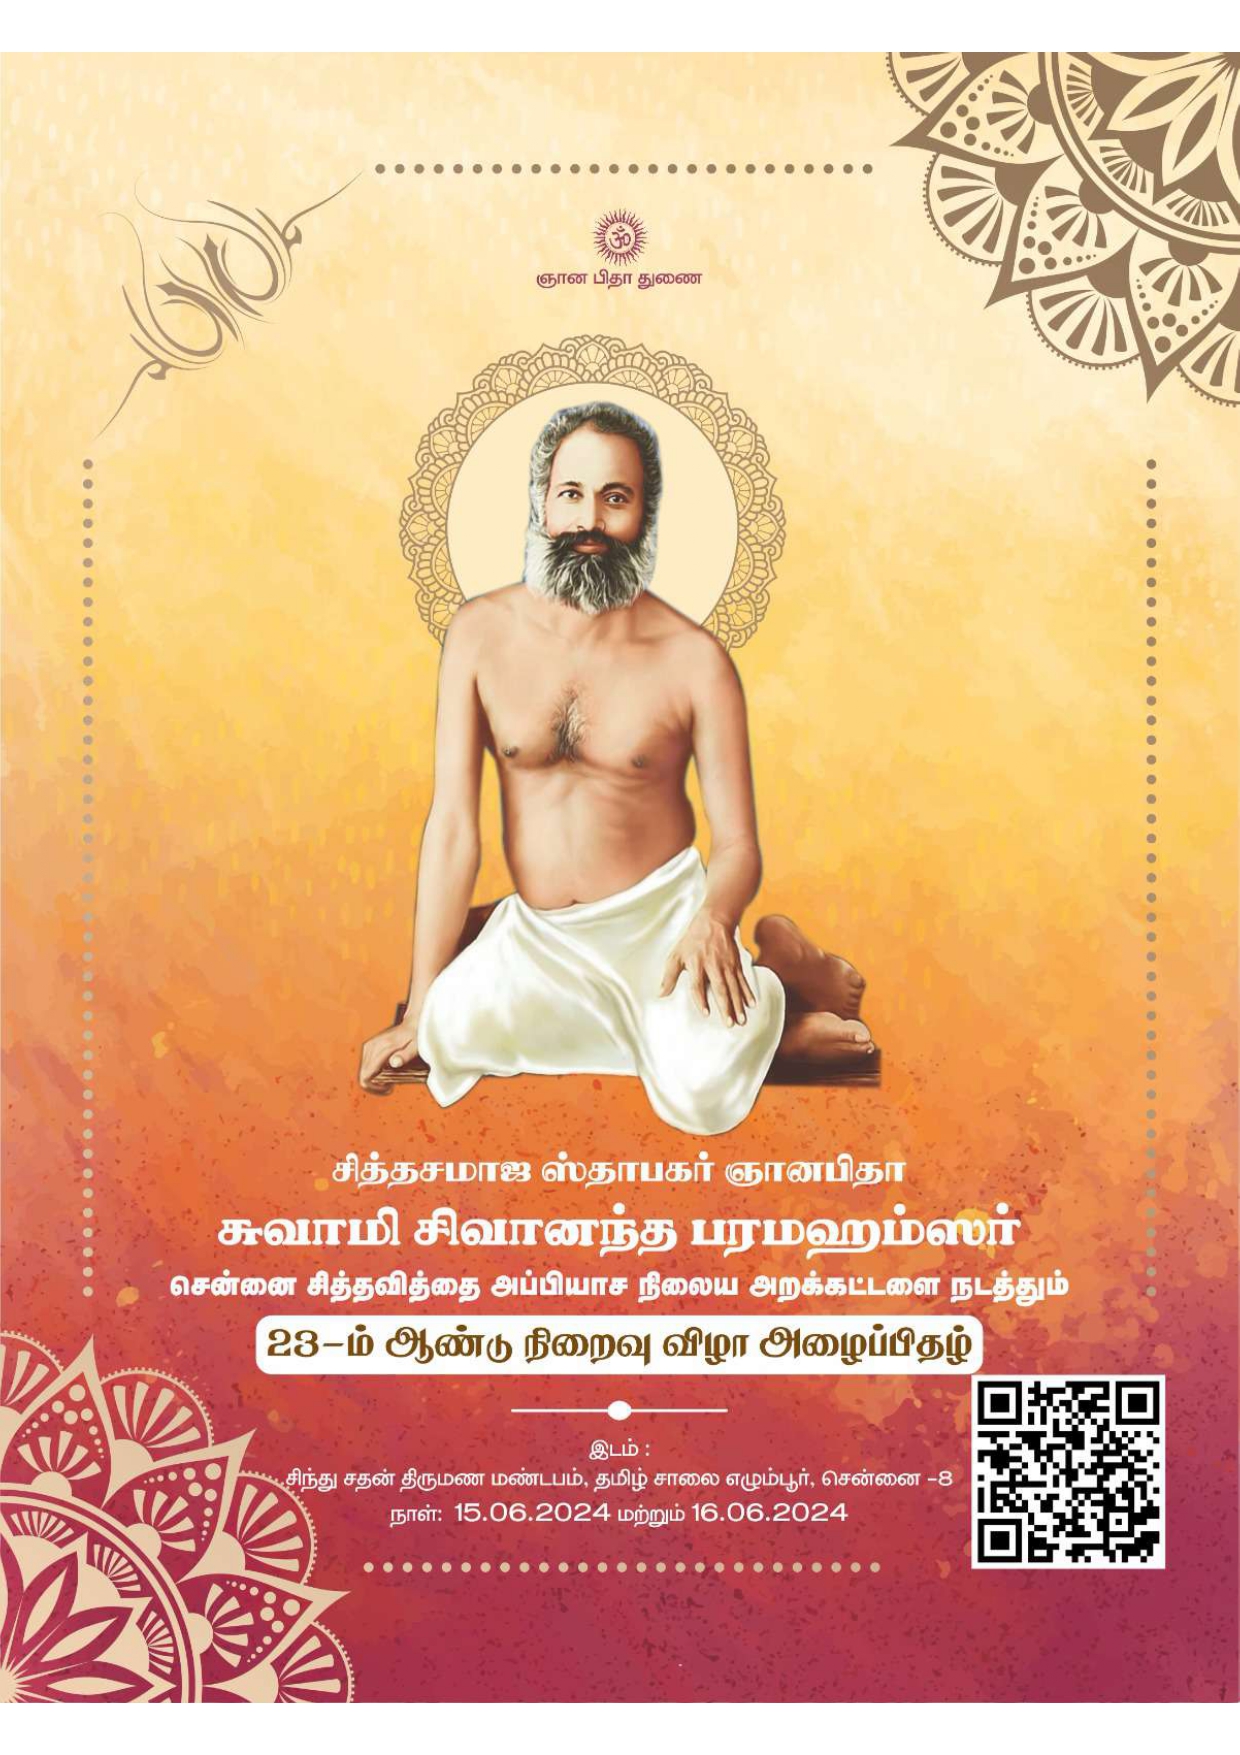 ஞான பிதா துணை
சித்தசமாஜ ஸ்தாபகர் ஞானபிதா
சுவாமி சிவானந்த பரமஹம்ஸர்
சென்னை சித்தவித்தை அப்பியாச நிலைய அறக்கட்டளை நடத்தும்
23-ம் ஆண்டு நிறைவு விழா அழைப்பிதழ்
இடம் :
சிந்து சதன் திருமண மண்டபம், தமிழ் சாலை எழும்பூர், சென்னை -8
நாள்: 15.06.2024 மற்றும் 16.06.2024